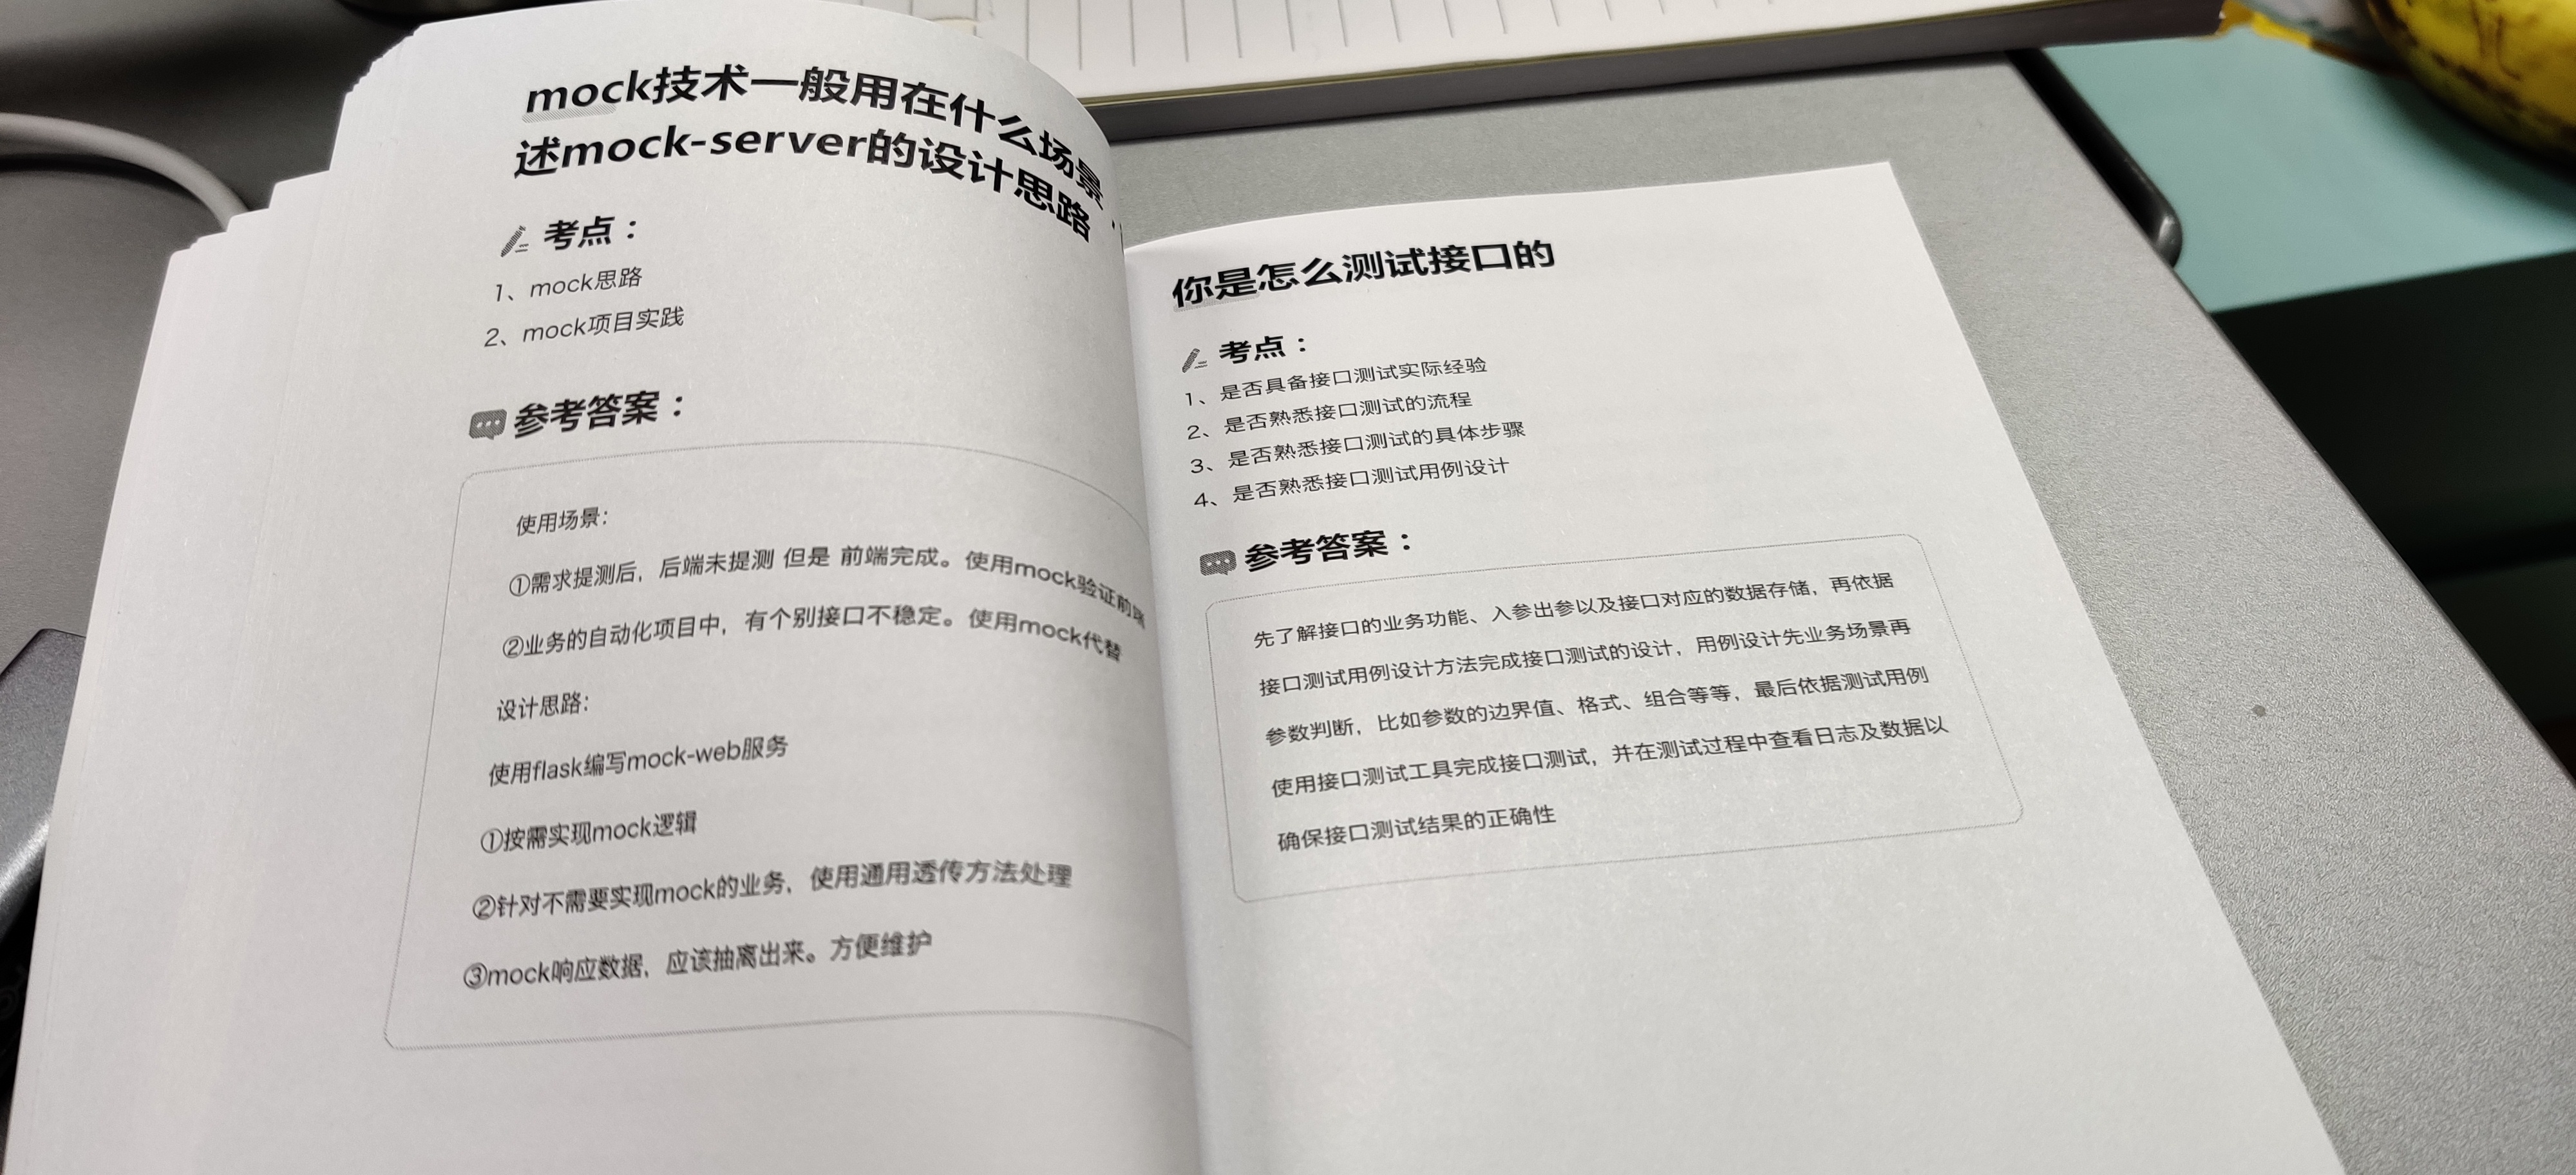 mock技术一般用在什么场景，
述mock-server的设计思路
考点：
1、mock思路
2、mock项目实践
参考答案：
使用场景：
①需求提测后，后端未提测 但是 前端完成。使用mock验证前端
②业务的自动化项目中，有个别接口不稳定。使用mock代替
设计思路：
使用flask编写mock-web服务
①按需实现mock逻辑
②针对不需要实现mock的业务，使用通用透传方法处理
③mock响应数据，应该抽离出来。方便维护
你是怎么测试接口的
考点：
1、是否具备接口测试实际经验
2、是否熟悉接口测试的流程
3、是否熟悉接口测试的具体步骤
4、是否熟悉接口测试用例设计
参考答案：
先了解接口的业务功能、入参出参以及接口对应的数据存储，再依据
接口测试用例设计方法完成接口测试的设计，用例设计先业务场景再
参数判断，比如参数的边界值、格式、组合等等，最后依据测试用例
使用接口测试工具完成接口测试，并在测试过程中查看日志及数据以
确保接口测试结果的正确性